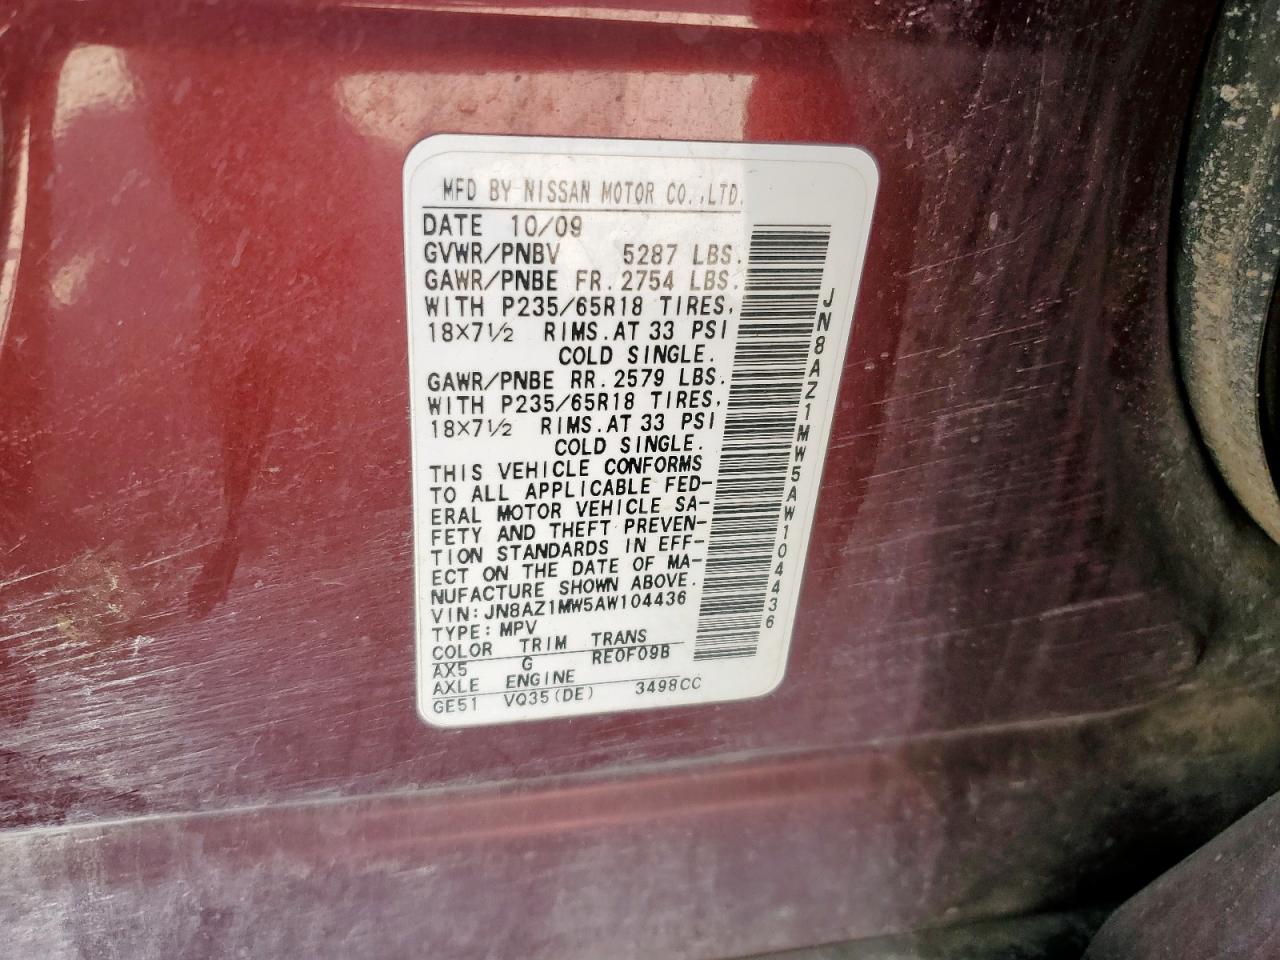 MFD BY NISSAN MOTOR CO.,LTD.
DATE 10/09
GVWR/PNBV 5287 LBS.
GAWR/PNBE FR. 2754 LBS.
WITH P235/65R18 TIRES,
18×7½ RIMS.AT 33 PSI
COLD SINGLE.
GAWR/PNBE RR. 2579 LBS.
WITH P235/65R18 TIRES,
18×7½ RIMS.AT 33 PSI
COLD SINGLE.
THIS VEHICLE CONFORMS
TO ALL APPLICABLE FED-
ERAL MOTOR VEHICLE SA-
FETY AND THEFT PREVEN-
TION STANDARDS IN EFF-
ECT ON THE DATE OF MA-
NUFACTURE SHOWN ABOVE.
VIN:JN8AZ1MW5AW104436
TYPE:MPV
COLOR TRIM TRANS
AX5 G RE0F09B
AXLE ENGINE
GE51 VQ35(DE) 3498CC
JN8AZ1MW5AW104436